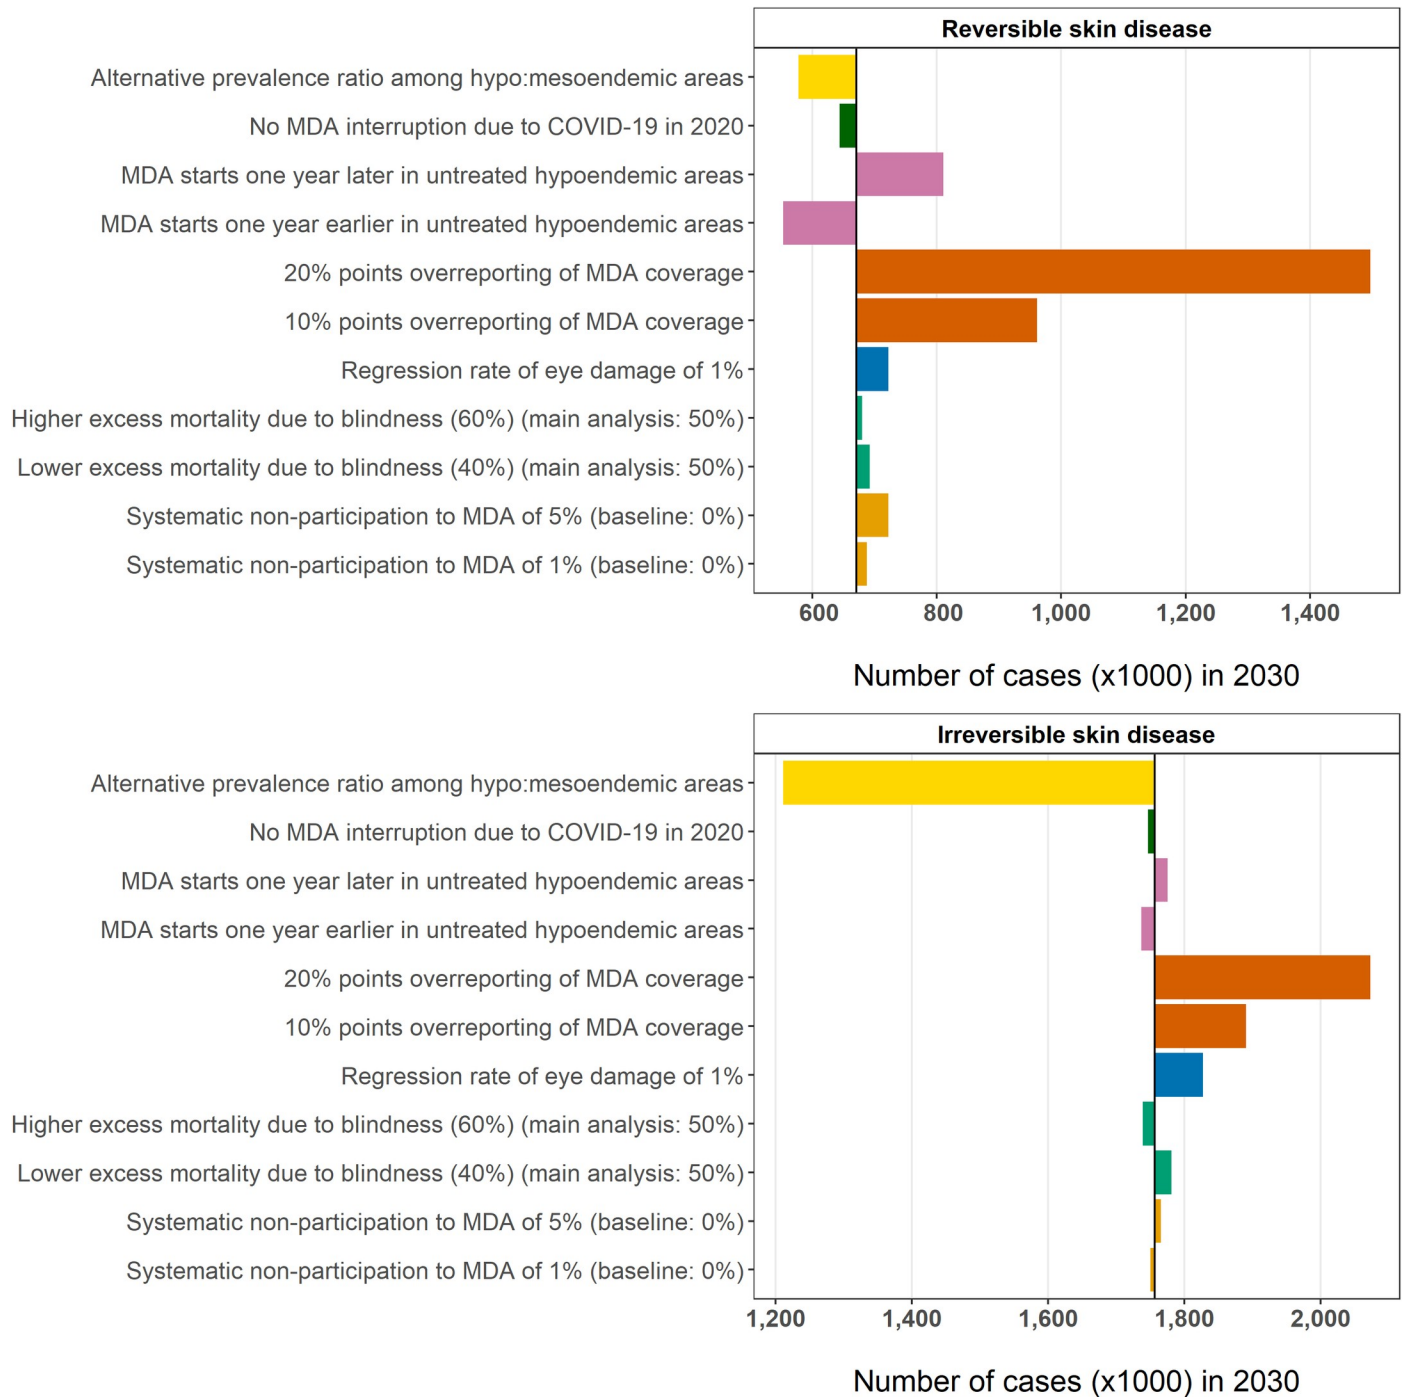 Reversible skin disease
Alternative prevalence ratio among hypo:mesoendemic areas
No MDA interruption due to COVID-19 in 2020
MDA starts one year later in untreated hypoendemic areas
MDA starts one year earlier in untreated hypoendemic areas
20% points overreporting of MDA coverage
10% points overreporting of MDA coverage
Regression rate of eye damage of 1%
Higher excess mortality due to blindness (60%) (main analysis: 50%)
Lower excess mortality due to blindness (40%) (main analysis: 50%)
Systematic non-participation to MDA of 5% (baseline: 0%)
Systematic non-participation to MDA of 1% (baseline: 0%)
600 800 1,000 1,200 1,400
Number of cases (x1000) in 2030
Irreversible skin disease
Alternative prevalence ratio among hypo:mesoendemic areas
No MDA interruption due to COVID-19 in 2020
MDA starts one year later in untreated hypoendemic areas
MDA starts one year earlier in untreated hypoendemic areas
20% points overreporting of MDA coverage
10% points overreporting of MDA coverage
Regression rate of eye damage of 1%
Higher excess mortality due to blindness (60%) (main analysis: 50%)
Lower excess mortality due to blindness (40%) (main analysis: 50%)
Systematic non-participation to MDA of 5% (baseline: 0%)
Systematic non-participation to MDA of 1% (baseline: 0%)
1,200 1,400 1,600 1,800 2,000
Number of cases (x1000) in 2030